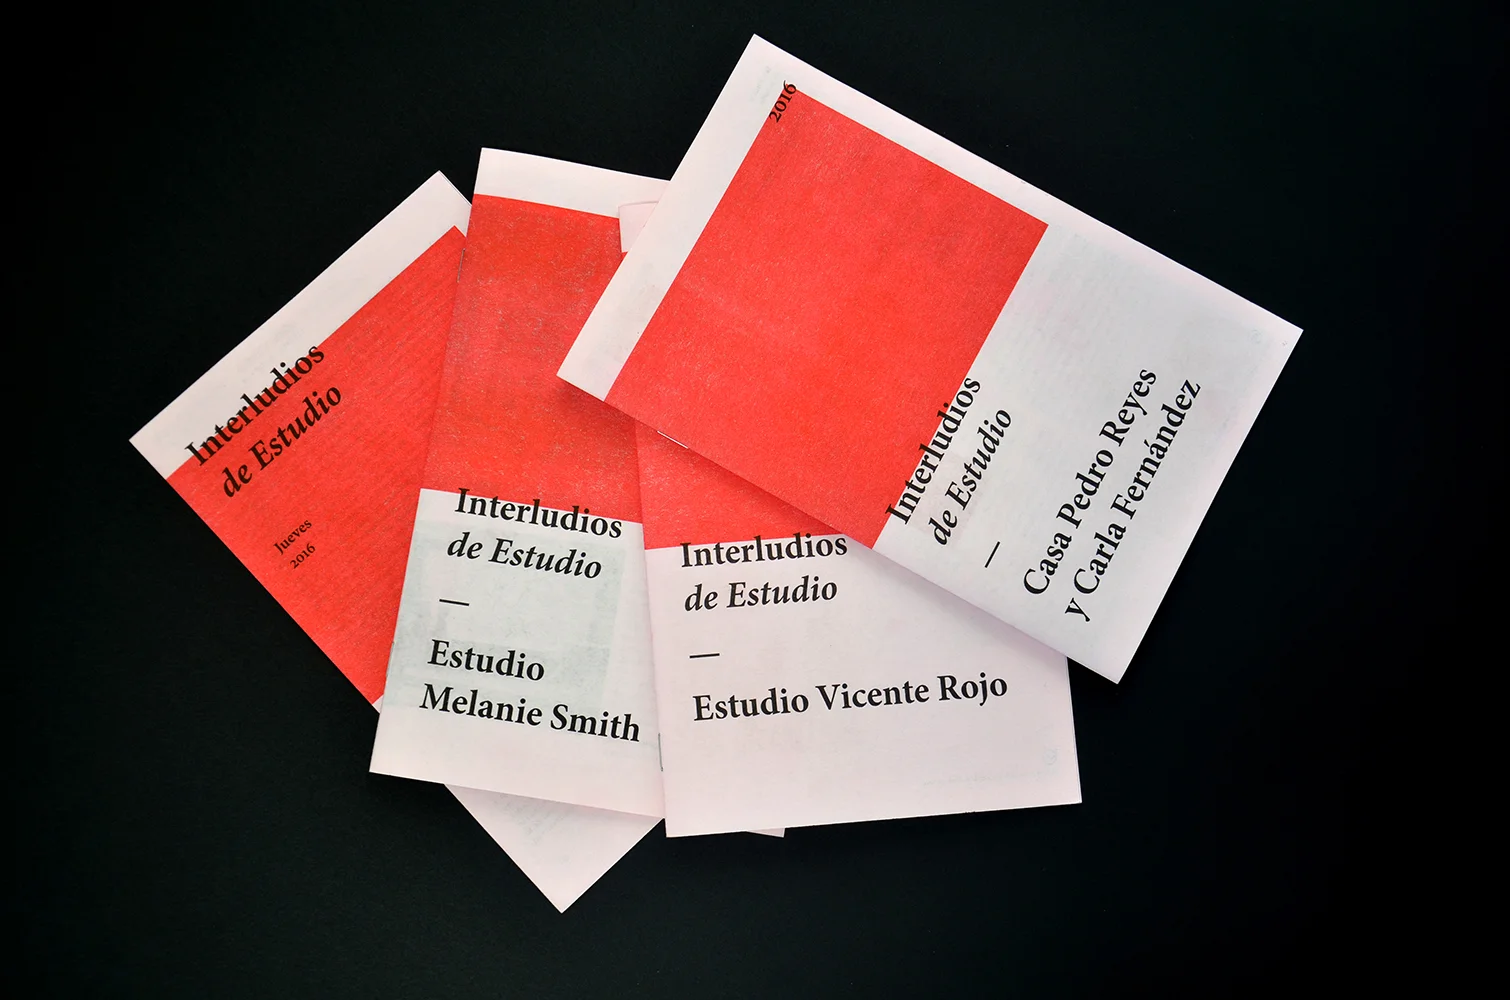 Interludios
de Estudio
Jueves
2016
Interludios
de Estudio
—
Estudio
Melanie Smith
Interludios
de Estudio
—
Estudio Vicente Rojo
2016
Interludios
de Estudio
—
Casa Pedro Reyes
y Carla Fernández